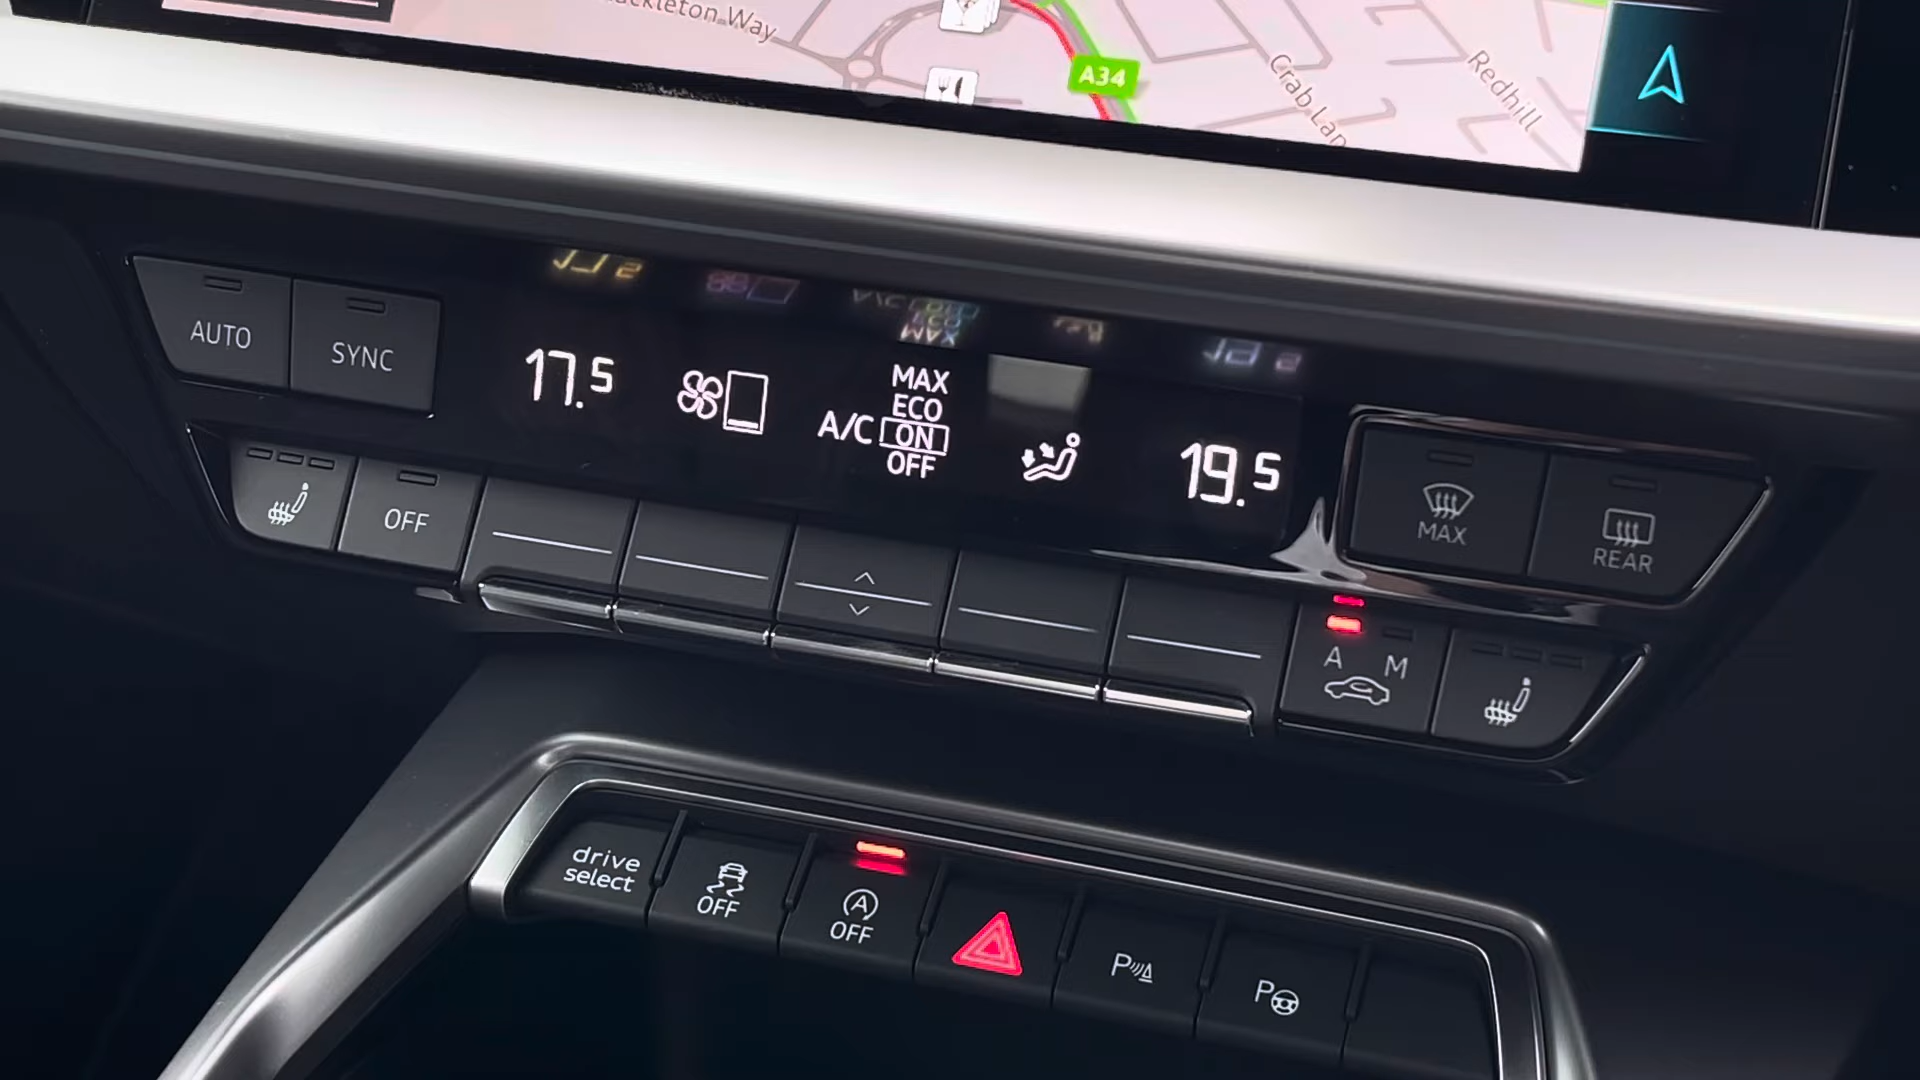 Way
A34
Crab Lan
Redhill
AUTO
SYNC
17.5
MAX
ECO
A/C ON
OFF
19.5
MAX
REAR
OFF
A M
drive
select
OFF
A
OFF
P
P